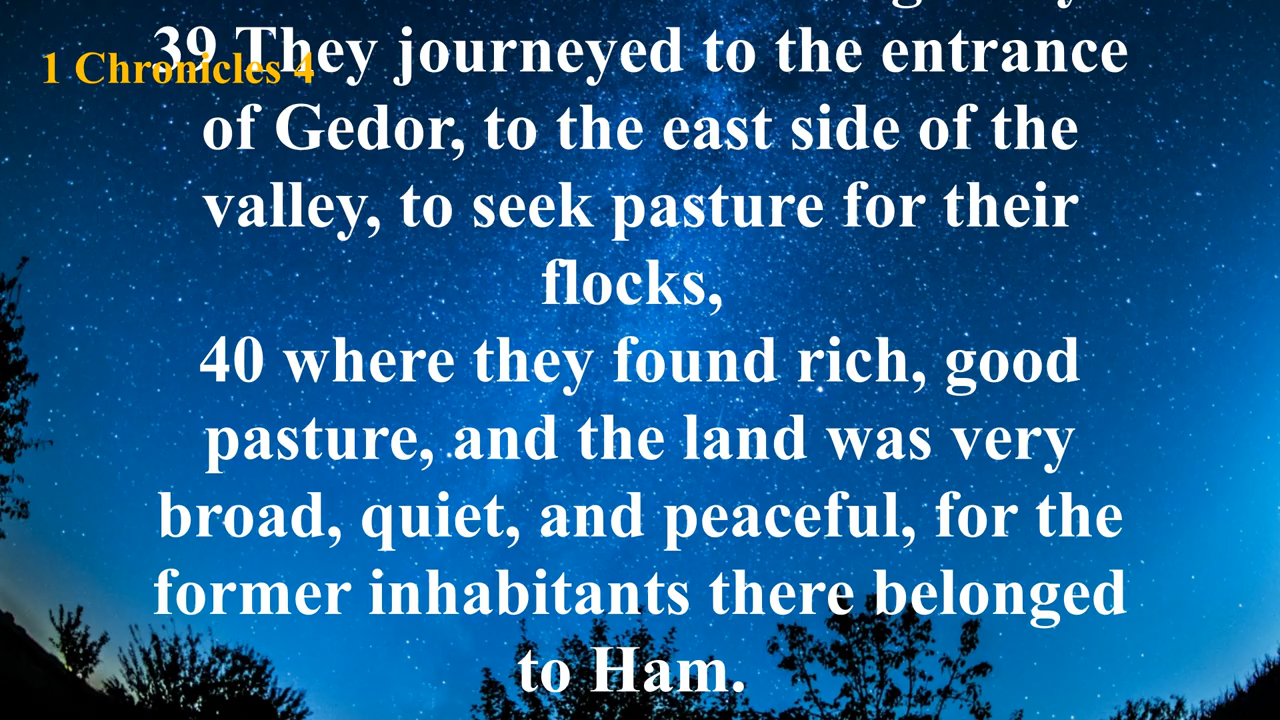 39 They journeyed to the entrance
1 Chronicles 4
of Gedor, to the east side of the
valley, to seek pasture for their
flocks,
40 where they found rich, good
pasture, and the land was very
broad, quiet, and peaceful, for the
former inhabitants there belonged
to Ham.